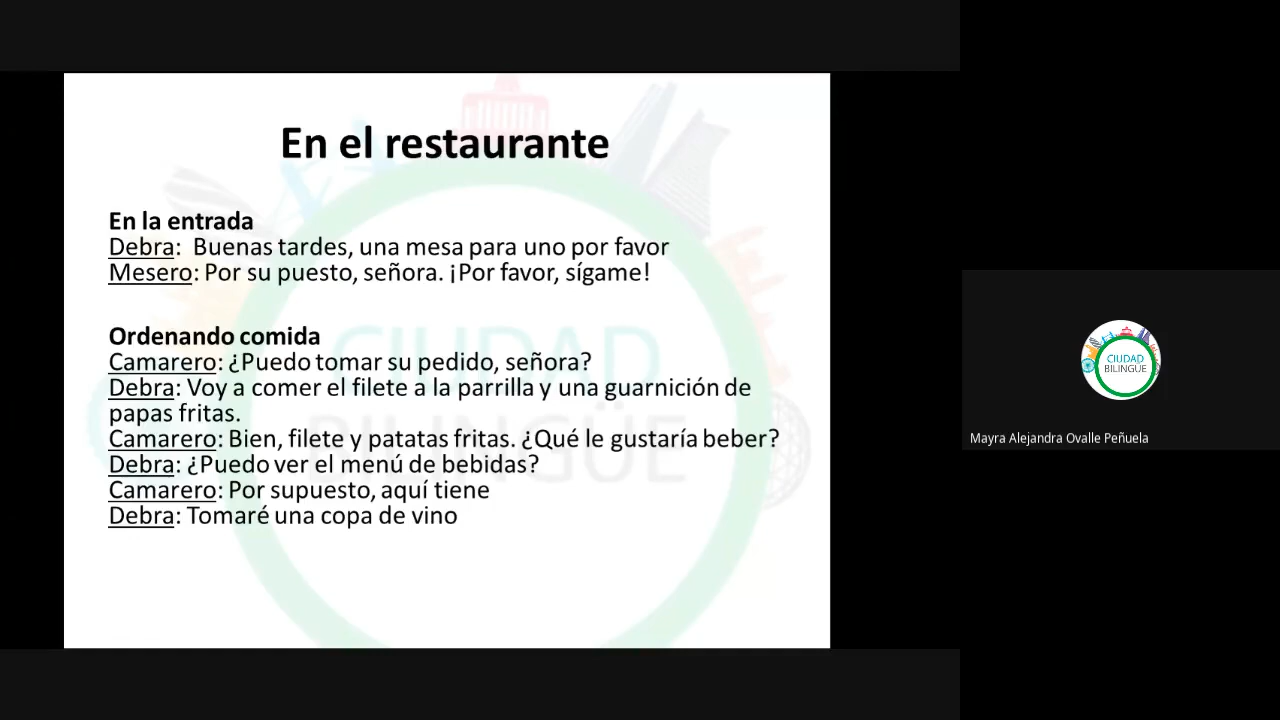 En el restaurante
En la entrada
Debra:  Buenas tardes, una mesa para uno por favor
Mesero: Por su puesto, señora. ¡Por favor, sígame!
Ordenando comida
Camarero: ¿Puedo tomar su pedido, señora?
Debra: Voy a comer el filete a la parrilla y una guarnición de
papas fritas.
Camarero: Bien, filete y patatas fritas. ¿Qué le gustaría beber?
Debra: ¿Puedo ver el menú de bebidas?
Camarero: Por supuesto, aquí tiene
Debra: Tomaré una copa de vino
CIUDAD
BILINGÜE
CIUDAD
BILINGÜE
Mayra Alejandra Ovalle Peñuela